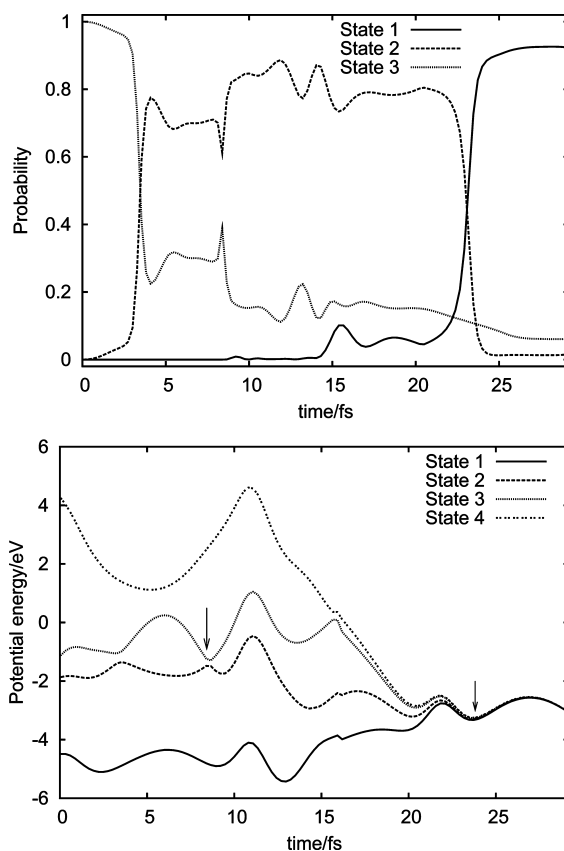 1
State 1
State 2
0.8
State 3
0.6
Probability
0.4
0.2
0
0 5 10 15 20 25
time/fs
6
State 1
State 2
4
State 3
State 4
2
0
Potential energy/eV
-2
-4
-6
0 5 10 15 20 25
time/fs